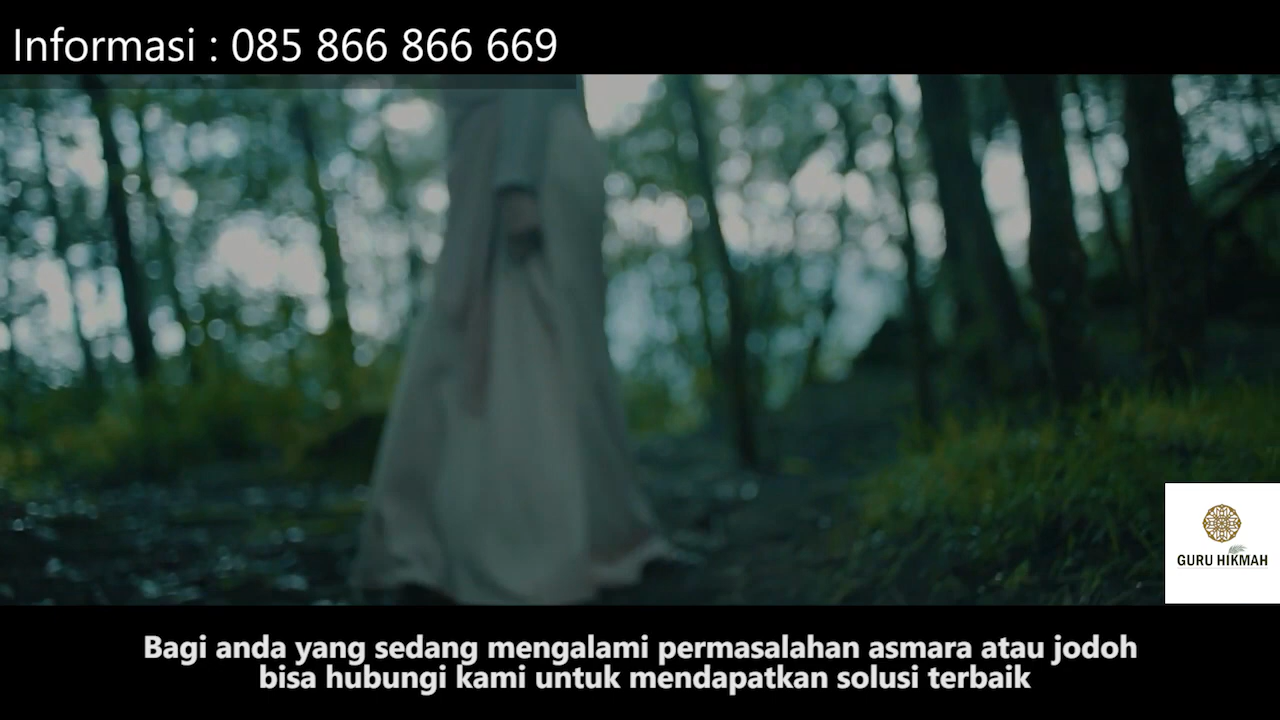 Informasi : 085 866 866 669
GURU HIKMAH
Bagi anda yang sedang mengalami permasalahan asmara atau jodoh
bisa hubungi kami untuk mendapatkan solusi terbaik